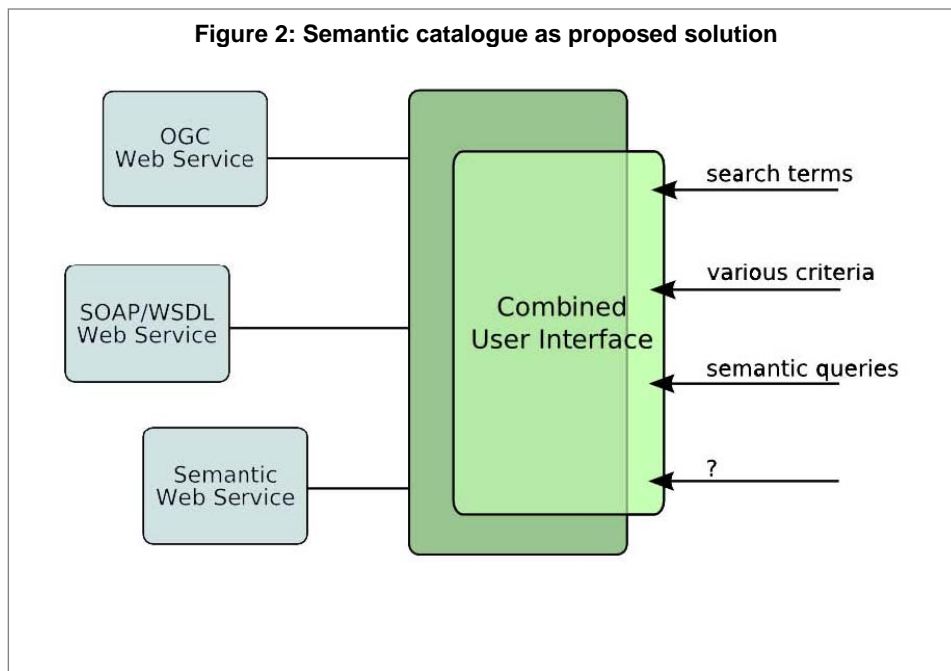 Figure 2: Semantic catalogue as proposed solution
OGC
Web Service
SOAP/WSDL
Web Service
Semantic
Web Service
Combined
User Interface
search terms
various criteria
semantic queries
?